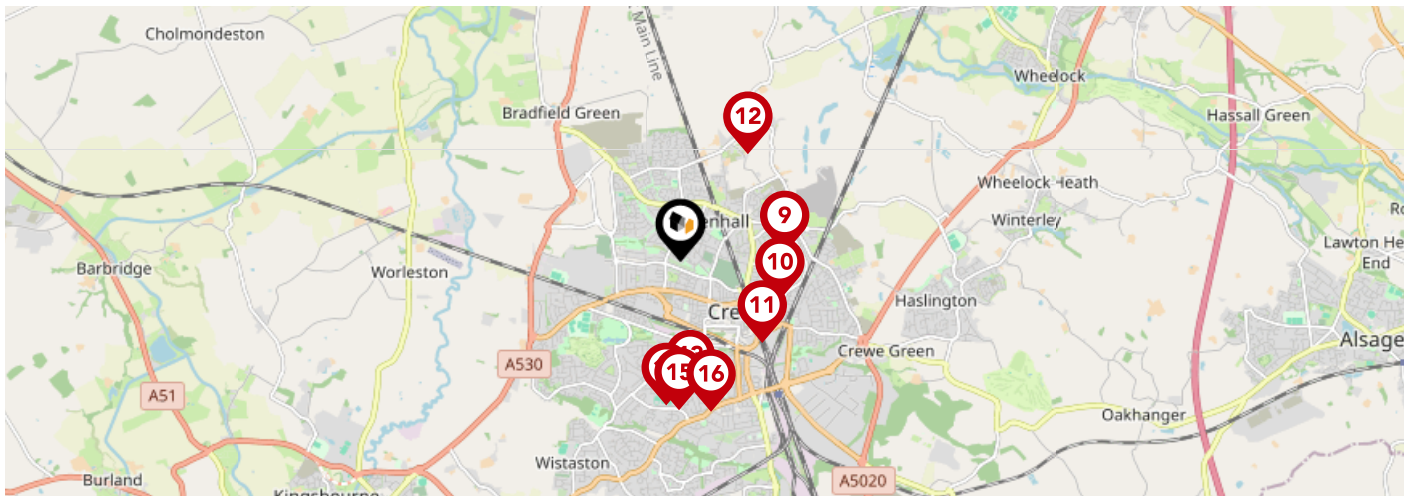 Cholmondeston
Main Line
Wheelock
Bradfield Green
12
Hassall Green
Wheelock Heath
9
enhall
Winterley
10
Lawton He
End
Barbridge
Worleston
11
Haslington
Cre
Alsage
Crewe Green
A530
15
16
A51
Oakhanger
Wistaston
Burland
A5020